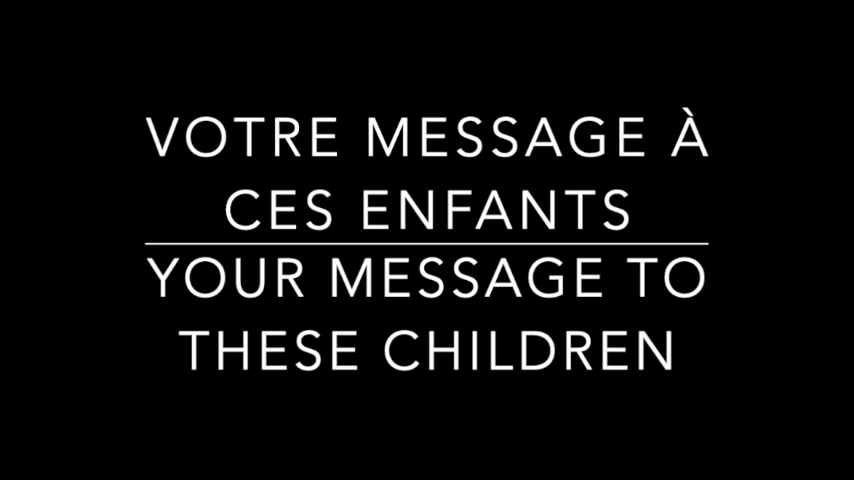 VOTRE MESSAGE À
CES ENFANTS
YOUR MESSAGE TO
THESE CHILDREN